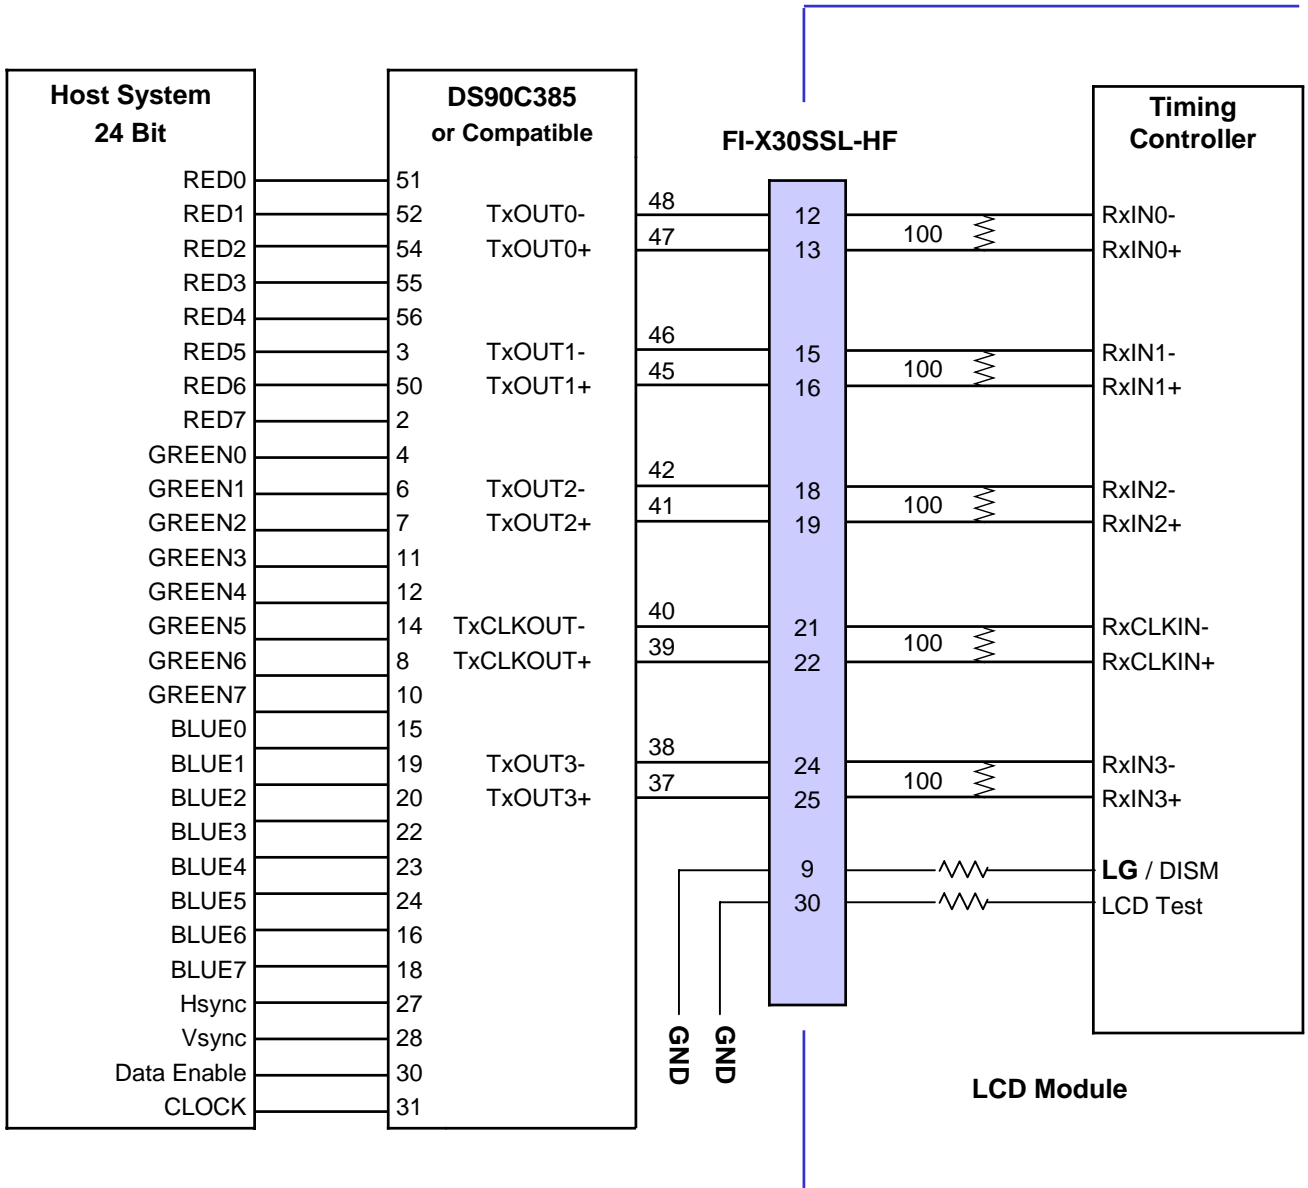 Host System
24 Bit
RED0
RED1
RED2
RED3
RED4
RED5
RED6
RED7
GREEN0
GREEN1
GREEN2
GREEN3
GREEN4
GREEN5
GREEN6
GREEN7
BLUE0
BLUE1
BLUE2
BLUE3
BLUE4
BLUE5
BLUE6
BLUE7
Hsync
Vsync
Data Enable
CLOCK
DS90C385
or Compatible
51
52
54
55
56
3
50
2
4
6
7
11
12
14
8
10
15
19
20
22
23
24
16
18
27
28
30
31
TxOUT0-
TxOUT0+
TxOUT1-
TxOUT1+
TxOUT2-
TxOUT2+
TxCLKOUT-
TxCLKOUT+
TxOUT3-
TxOUT3+
48
47
46
45
42
41
40
39
38
37
GND
GND
FI-X30SSL-HF
12
13
15
16
18
19
21
22
24
25
9
30
100
100
100
100
100
Timing
Controller
RxIN0-
RxIN0+
RxIN1-
RxIN1+
RxIN2-
RxIN2+
RxCLKIN-
RxCLKIN+
RxIN3-
RxIN3+
LG / DISM
LCD Test
LCD Module